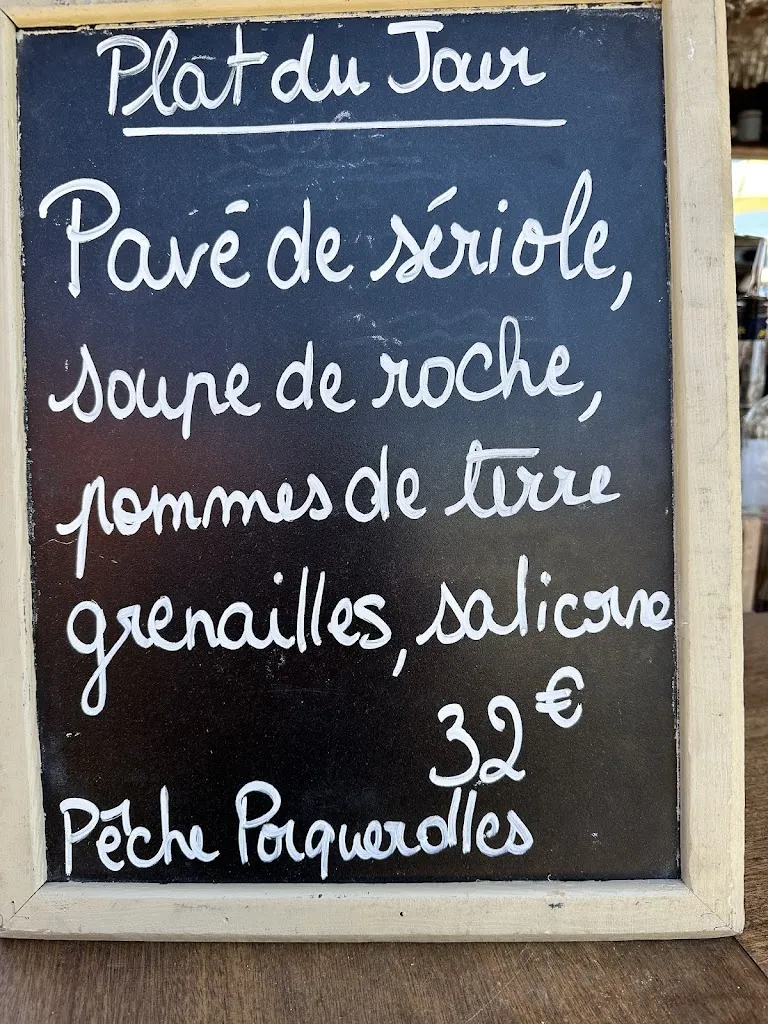 Plat du Jour
Pavé de sériole,
soupe de roche,
pommes de terre
grenailles, salicorne
32€
Pêche Porquerolles